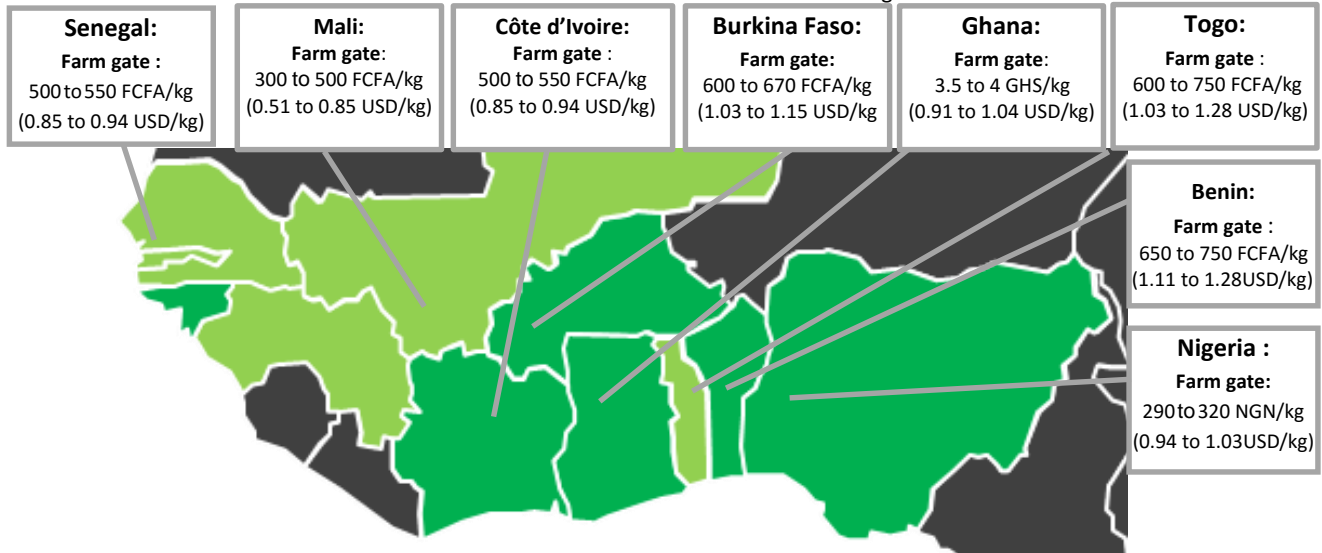 Senegal:
Farm gate :
500 to 550 FCFA/kg
(0.85 to 0.94 USD/kg)
Mali:
Farm gate:
300 to 500 FCFA/kg
(0.51 to 0.85 USD/kg)
Côte d’Ivoire:
Farm gate :
500 to 550 FCFA/kg
(0.85 to 0.94 USD/kg)
Burkina Faso:
Farm gate:
600 to 670 FCFA/kg
(1.03 to 1.15 USD/kg
Ghana:
Farm gate:
3.5 to 4 GHS/kg
(0.91 to 1.04 USD/kg)
Togo:
Farm gate :
600 to 750 FCFA/kg
(1.03 to 1.28 USD/kg)
Benin:
Farm gate :
650 to 750 FCFA/kg
(1.11 to 1.28USD/kg)
Nigeria :
Farm gate:
290 to 320 NGN/kg
(0.94 to 1.03USD/kg)